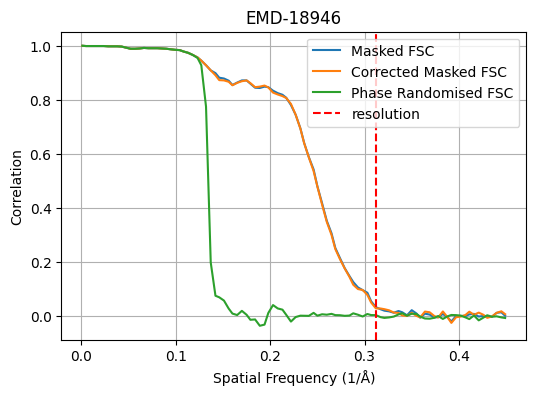 EMD-18946
Masked FSC
Corrected Masked FSC
Phase Randomised FSC
resolution
Correlation
1.0
0.8
0.6
0.4
0.2
0.0
0.0 0.1 0.2 0.3 0.4
Spatial Frequency (1/Å)